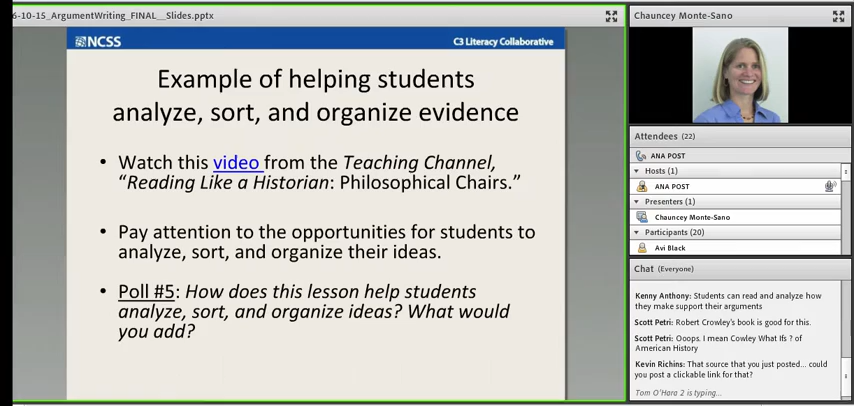 6-10-15_ArgumentWriting_FINAL__Slides.pptx
NCSS
C3 Literacy Collaborative
Example of helping students
analyze, sort, and organize evidence
• Watch this video from the Teaching Channel,
“Reading Like a Historian: Philosophical Chairs.”
• Pay attention to the opportunities for students to
analyze, sort, and organize their ideas.
• Poll #5: How does this lesson help students
analyze, sort, and organize ideas? What would
you add?
Chauncey Monte-Sano
Attendees (22)
ANA POST
Hosts (1)
ANA POST
Presenters (1)
Chauncey Monte-Sano
Participants (20)
Avi Black
Chat (Everyone)
Kenny Anthony: Students can read and analyze how
they make support their arguments
Scott Petri: Robert Crowley's book is good for this.
Scott Petri: Ooops. I mean Cowley What Ifs ? of
American History
Kevin Richins: That source that you just posted... could
you post a clickable link for that?
Tom O'Hara 2 is typing...